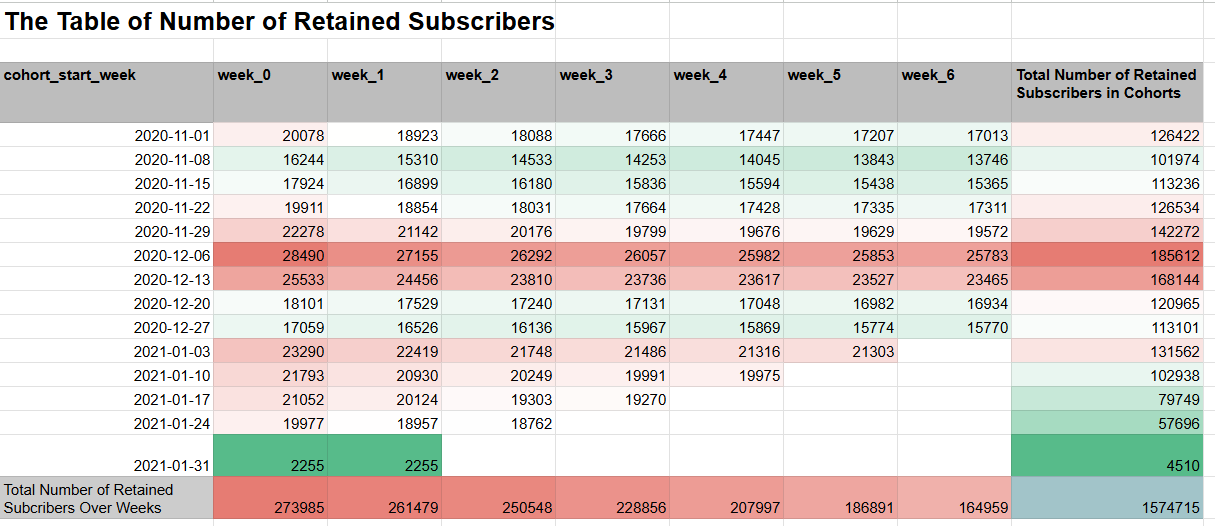 The Table of Number of Retained Subscribers
cohort_start_week week_0 week_1 week_2 week_3 week_4 week_5 week_6 Total Number of Retained
Subscribers in Cohorts
2020-11-01 20078 18923 18088 17666 17447 17207 17013 126422
2020-11-08 16244 15310 14533 14253 14045 13843 13746 101974
2020-11-15 17924 16899 16180 15836 15594 15438 15365 113236
2020-11-22 19911 18854 18031 17664 17428 17335 17311 126534
2020-11-29 22278 21142 20176 19799 19676 19629 19572 142272
2020-12-06 28490 27155 26292 26057 25982 25853 25783 185612
2020-12-13 25533 24456 23810 23736 23617 23527 23465 168144
2020-12-20 18101 17529 17240 17131 17048 16982 16934 120965
2020-12-27 17059 16526 16136 15967 15869 15774 15770 113101
2021-01-03 23290 22419 21748 21486 21316 21303 131562
2021-01-10 21793 20930 20249 19991 19975 102938
2021-01-17 21052 20124 19303 19270 79749
2021-01-24 19977 18957 18762 57696
2021-01-31 2255 2255 4510
Total Number of Retained
Subcribers Over Weeks 273985 261479 250548 228856 207997 186891 164959 1574715